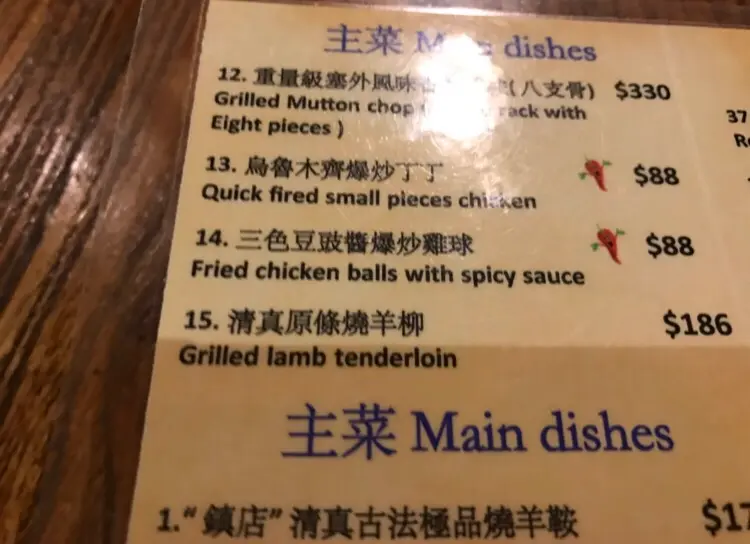 主菜 Main dishes
12. 重量級塞外風味 (八支骨) $330
Grilled Mutton chop rack with
Eight pieces )
37
13. 烏魯木齊爆炒丁丁 $88
Quick fired small pieces chicken
14. 三色豆豉醬爆炒雞球 $88
Fried chicken balls with spicy sauce
15. 清真原條燒羊柳 $186
Grilled lamb tenderloin
主菜 Main dishes
1.“鎮店” 清真古法極品燒羊鞍